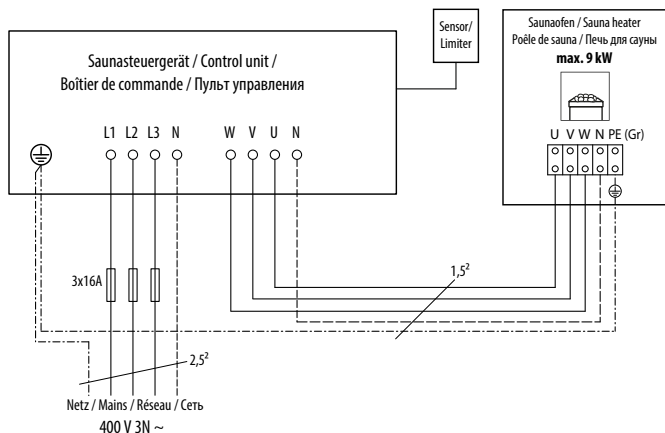 Saunasteuergerät / Control unit /
Boîtier de commande / Пульт управления
L1 L2 L3 N W V U N
Sensor/
Limiter
Saunaofen / Sauna heater
Poêle de sauna / Печь для сауны
max. 9 kW
U V W N PE (Gr)
3x16A
1,5²
2,5²
Netz / Mains / Réseau / Сеть
400 V 3N ~